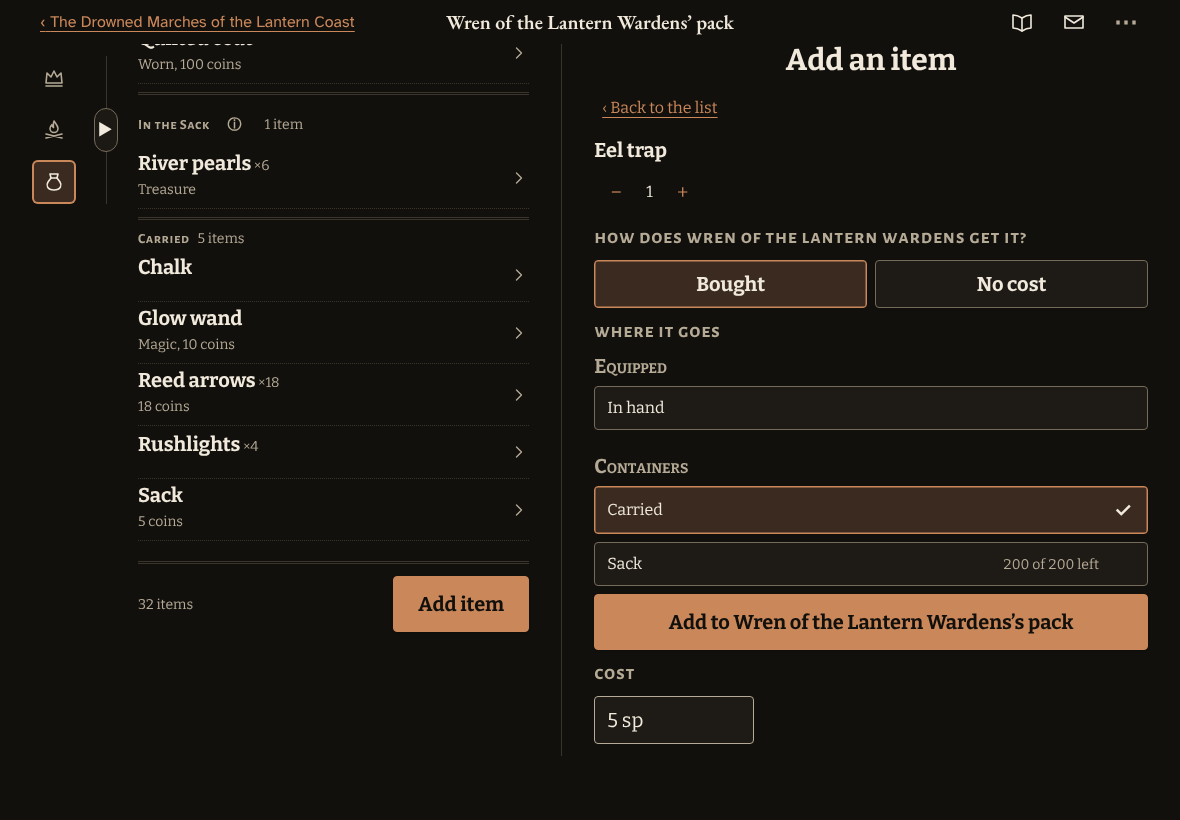 ‹ The Drowned Marches of the Lantern Coast
Wren of the Lantern Wardens’ pack
Worn, 100 coins
In the Sack 1 item
River pearls ×6
Treasure
Carried 5 items
Chalk
Glow wand
Magic, 10 coins
Reed arrows ×18
18 coins
Rushlights ×4
Sack
5 coins
32 items
Add item
Add an item
‹ Back to the list
Eel trap
− 1 +
HOW DOES WREN OF THE LANTERN WARDENS GET IT?
Bought
No cost
WHERE IT GOES
Equipped
In hand
Containers
Carried
Sack 200 of 200 left
Add to Wren of the Lantern Wardens’s pack
COST
5 sp